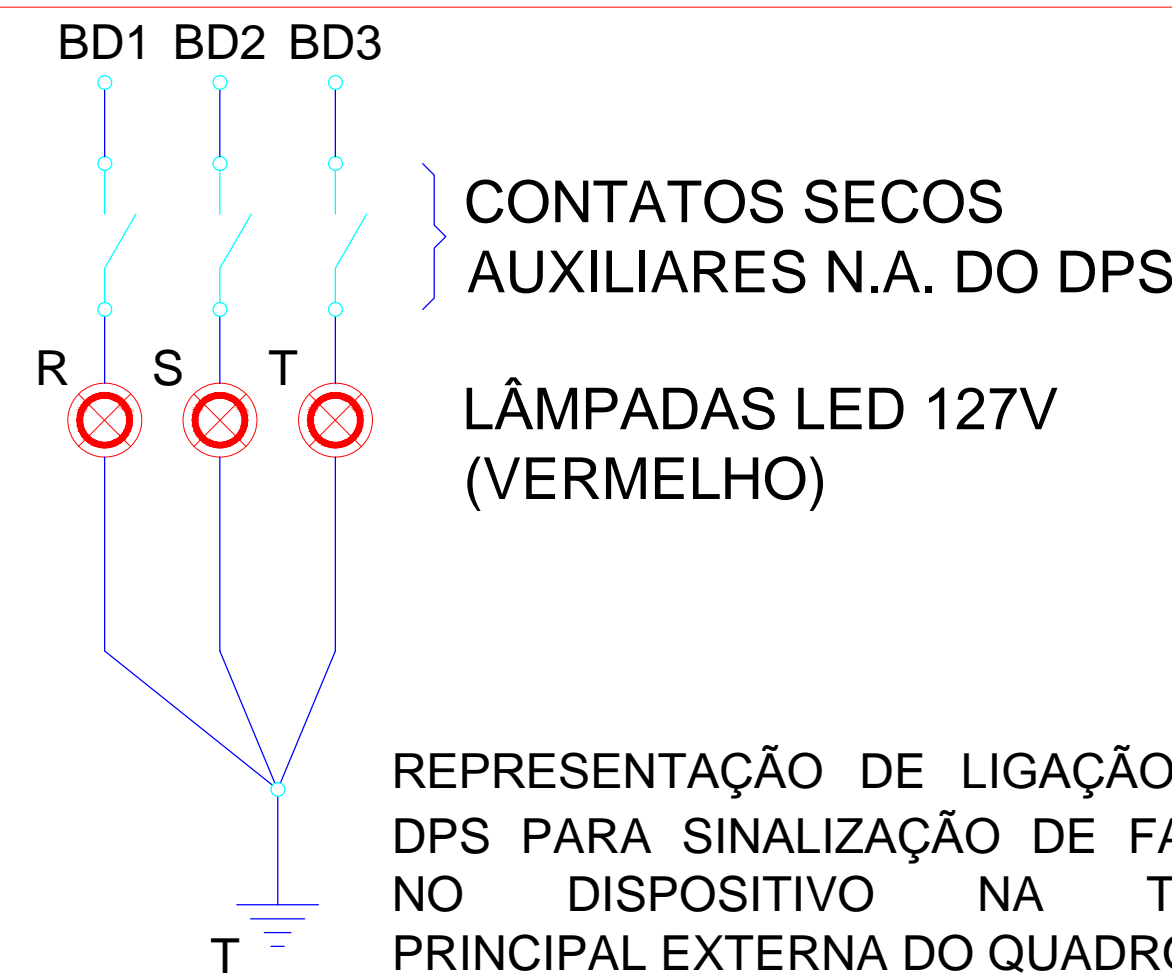 BD1 BD2 BD3
CONTATOS SECOS
AUXILIARES N.A. DO DPS
R S T
LÂMPADAS LED 127V
(VERMELHO)
REPRESENTAÇÃO DE LIGAÇÃO
DPS PARA SINALIZAÇÃO DE
NO DISPOSITIVO NA
PRINCIPAL EXTERNA DO QUADRO
T